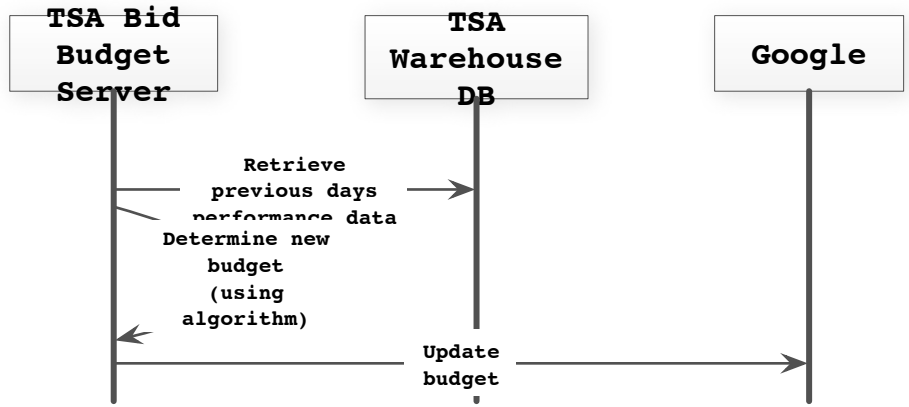 TSA Bid
Budget
Server
TSA
Warehouse
DB
Google
Retrieve
previous days
performance data
Determine new
budget
(using
algorithm)
Update
budget